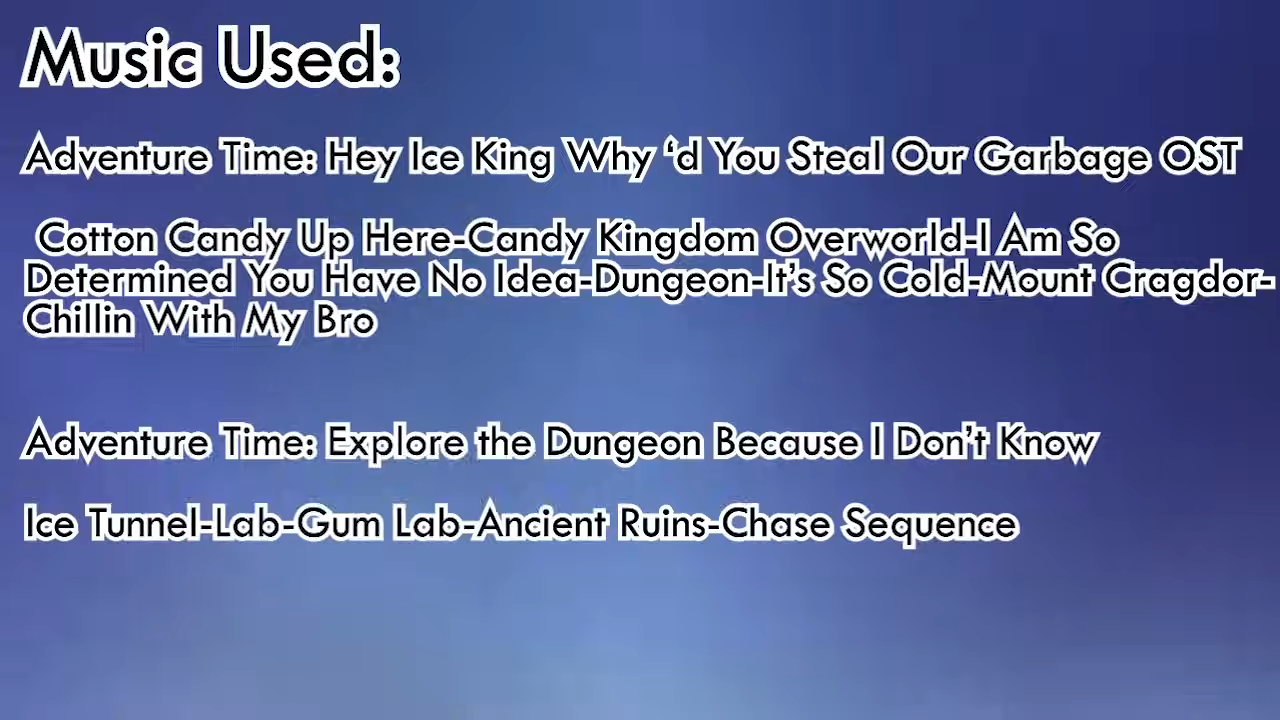 Music Used:
Adventure Time: Hey Ice King Why ‘d You Steal Our Garbage OST
Cotton Candy Up Here-Candy Kingdom Overworld-I Am So
Determined You Have No Idea-Dungeon-It’s So Cold-Mount Cragdor-
Chillin With My Bro
Adventure Time: Explore the Dungeon Because I Don’t Know
Ice Tunnel-Lab-Gum Lab-Ancient Ruins-Chase Sequence